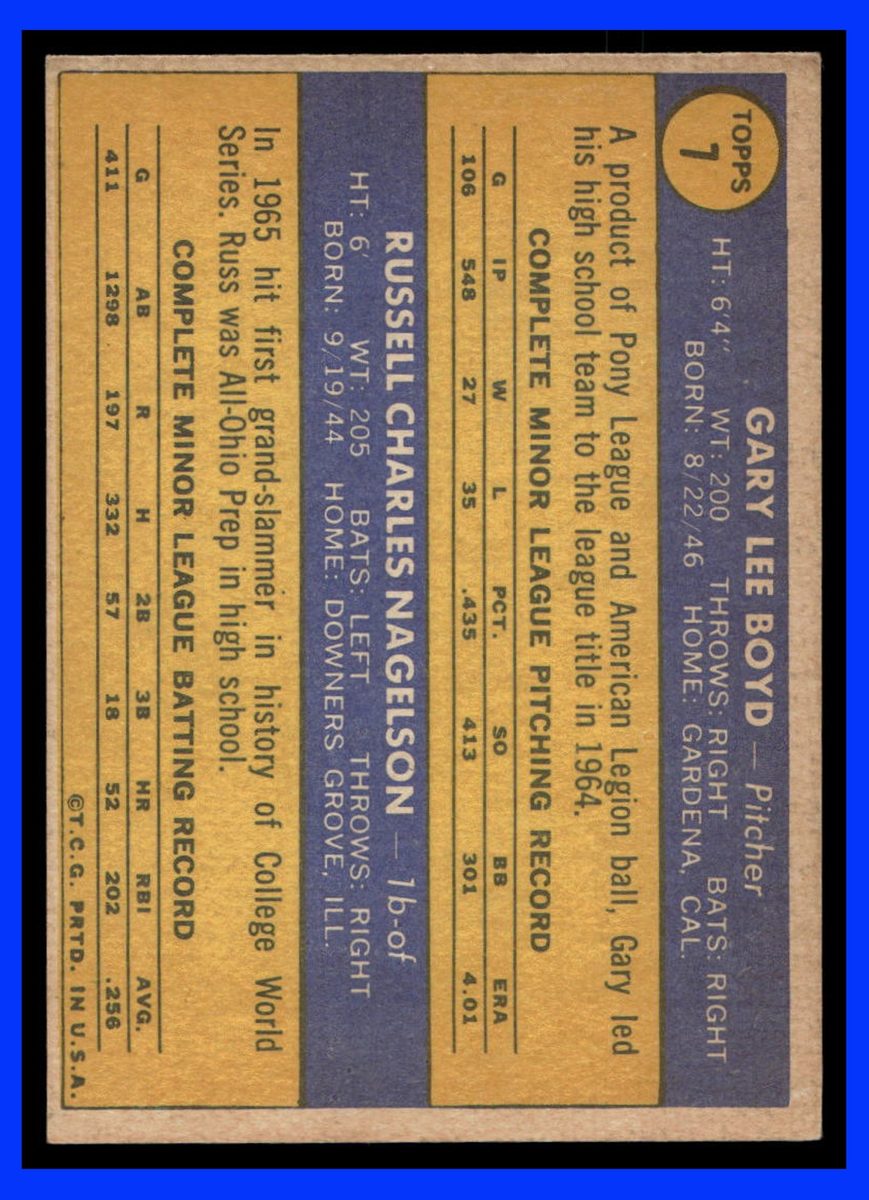 TOPPS
7
GARY LEE BOYD — Pitcher
HT: 6'4" WT: 200 THROWS: RIGHT BATS: RIGHT
BORN: 8/22/46 HOME: GARDENA, CAL.
A product of Pony League and American Legion ball, Gary led
his high school team to the league title in 1964.
COMPLETE MINOR LEAGUE PITCHING RECORD
G IP W L PCT. SO BB ERA
106 548 27 35 .435 413 301 4.01
RUSSELL CHARLES NAGELSON — 1b-of
HT: 6' WT: 205 BATS: LEFT THROWS: RIGHT
BORN: 9/19/44 HOME: DOWNERS GROVE, ILL.
In 1965 hit first grand-slammer in history of College World
Series. Russ was All-Ohio Prep in high school.
COMPLETE MINOR LEAGUE BATTING RECORD
G AB R H 2B 3B HR RBI AVG.
411 1298 197 332 57 18 52 202 .256
©T.C.G. PRTD. IN U.S.A.